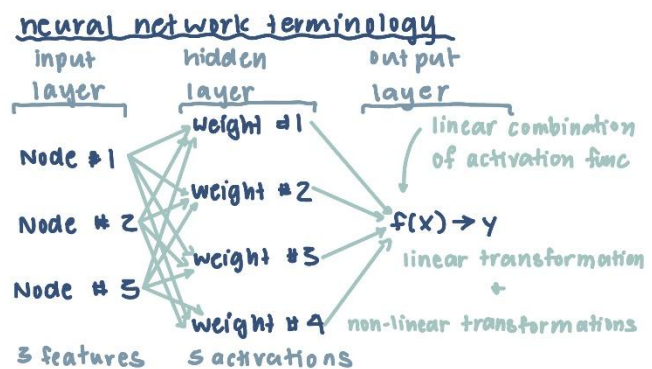 neural network terminology
input layer
hidden layer
output layer
Node #1
Node # 2
Node # 3
3 features
weight #1
weight #2
weight #3
weight #4
5 activations
linear combination
of activation func
f(x) → y
linear transformation
+
non-linear transformations